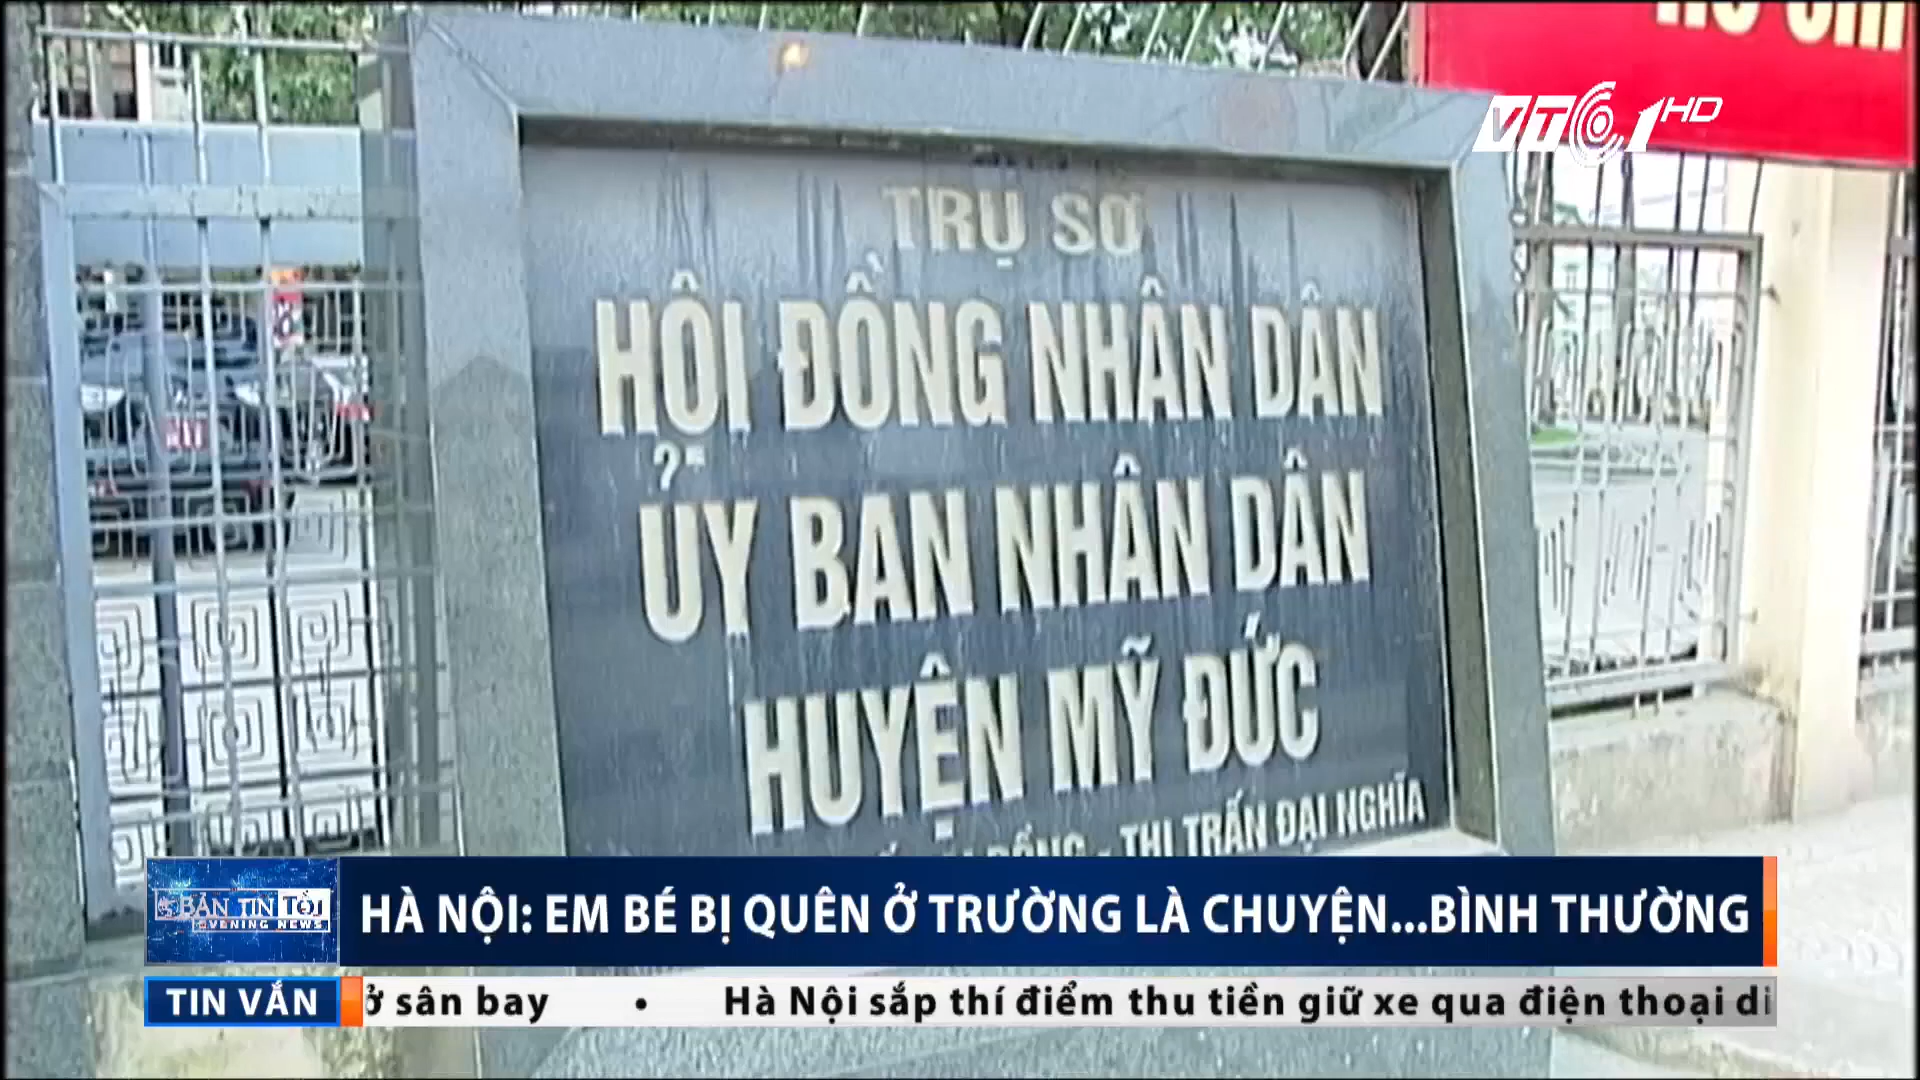 VTC1 HD
TRỤ SỞ
HỘI ĐỒNG NHÂN DÂN
ỦY BAN NHÂN DÂN
HUYỆN MỸ ĐỨC
- THỊ TRẤN ĐẠI NGHĨA
BẢN TIN TỐI
EVENING NEWS
HÀ NỘI: EM BÉ BỊ QUÊN Ở TRƯỜNG LÀ CHUYỆN...BÌNH THƯỜNG
TIN VẮN
ở sân bay • Hà Nội sắp thí điểm thu tiền giữ xe qua điện thoại di